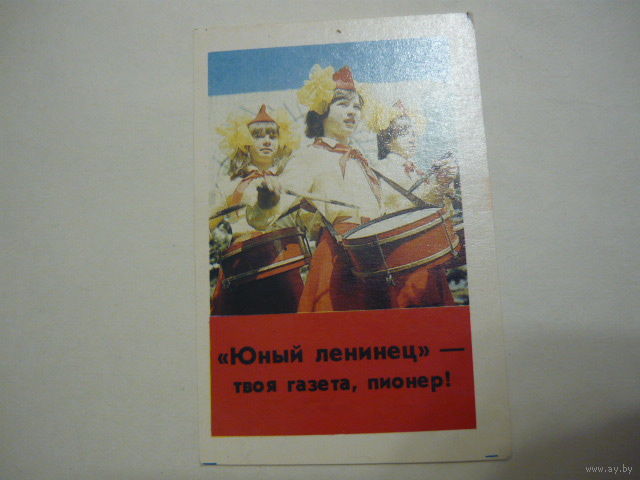 «Юный ленинец» —
твоя газета, пионер!
© www.ay.by